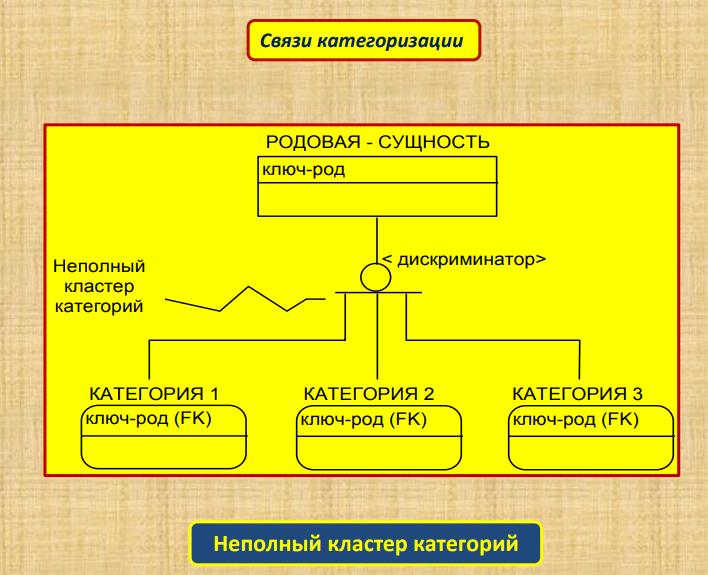 Связи категоризации
РОДОВАЯ - СУЩНОСТЬ
ключ-род
< дискриминатор>
Неполный
кластер
категорий
КАТЕГОРИЯ 1
ключ-род (FK)
КАТЕГОРИЯ 2
ключ-род (FK)
КАТЕГОРИЯ 3
ключ-род (FK)
Неполный кластер категорий